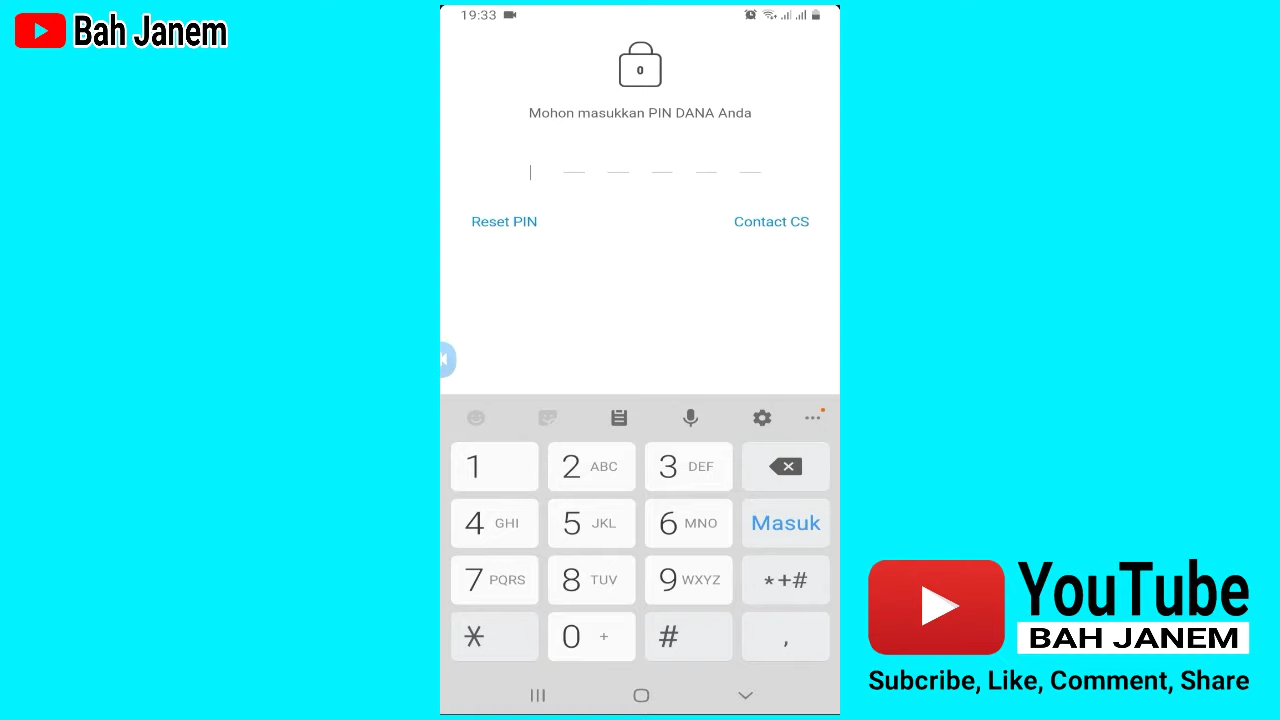 Bah Janem
19:33
0
Mohon masukkan PIN DANA Anda
Reset PIN
Contact CS
1
2 ABC
3 DEF
4 GHI
5 JKL
6 MNO
Masuk
7 PQRS
8 TUV
9 WXYZ
*+#
*
0 +
#
,
YouTube
BAH JANEM
Subcribe, Like, Comment, Share